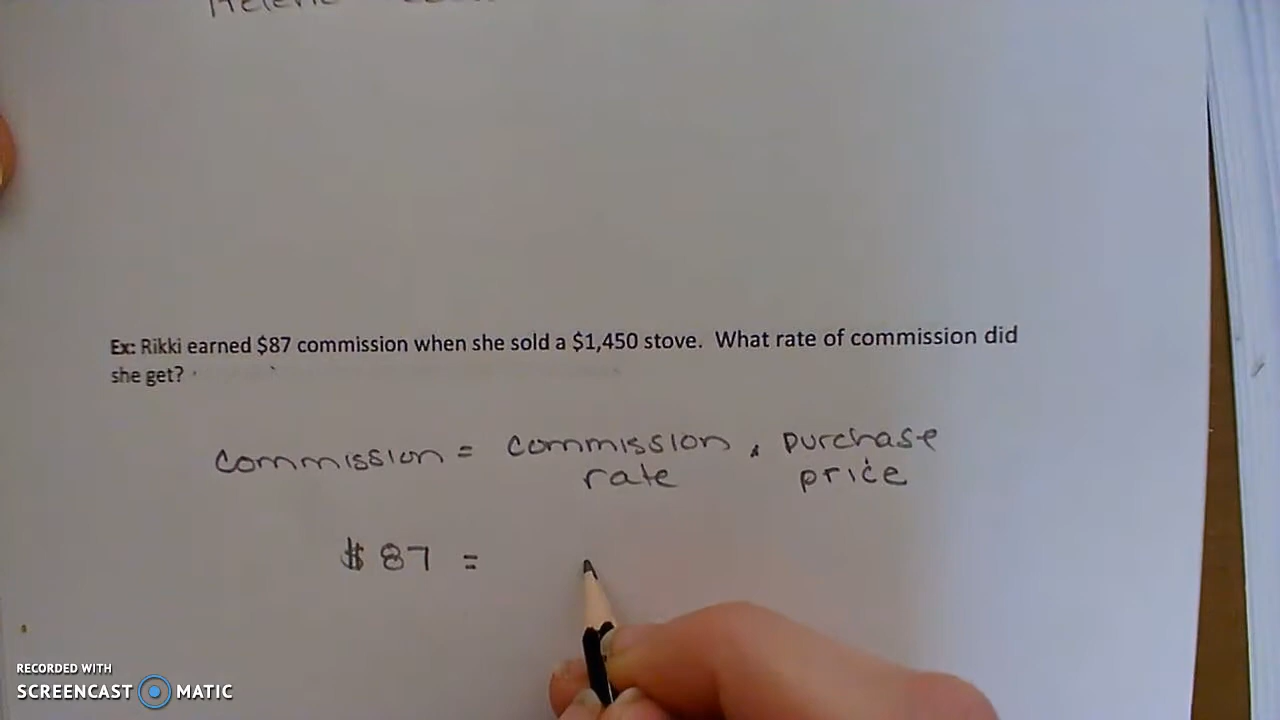 Ex: Rikki earned $87 commission when she sold a $1,450 stove. What rate of commission did
she get?
commission = commission rate · purchase price
$87 =
RECORDED WITH
SCREENCAST MATIC